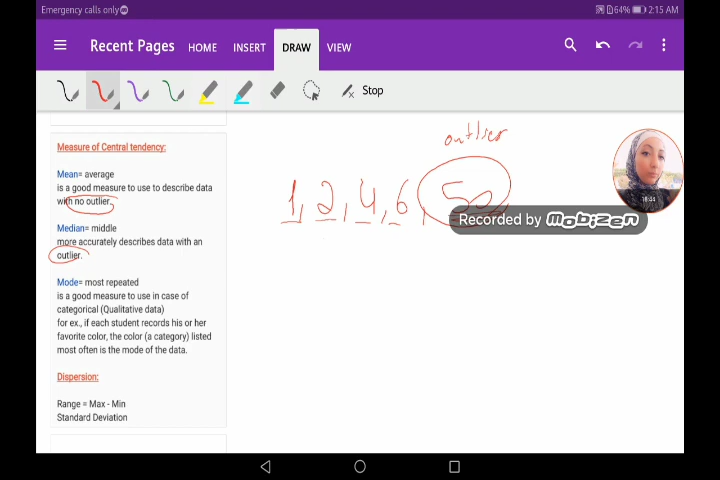 Emergency calls only
64% 2:15 AM
Recent Pages HOME INSERT DRAW VIEW
Stop
Measure of Central tendency:
Mean= average
is a good measure to use to describe data
with no outlier.
Median= middle
more accurately describes data with an
outlier.
Mode= most repeated
is a good measure to use in case of
categorical (Qualitative data)
for ex., if each student records his or her
favorite color, the color (a category) listed
most often is the mode of the data.
Dispersion:
Range = Max - Min
Standard Deviation
outlier
1, 2, 4, 6, 50
18:44
Recorded by mobizen